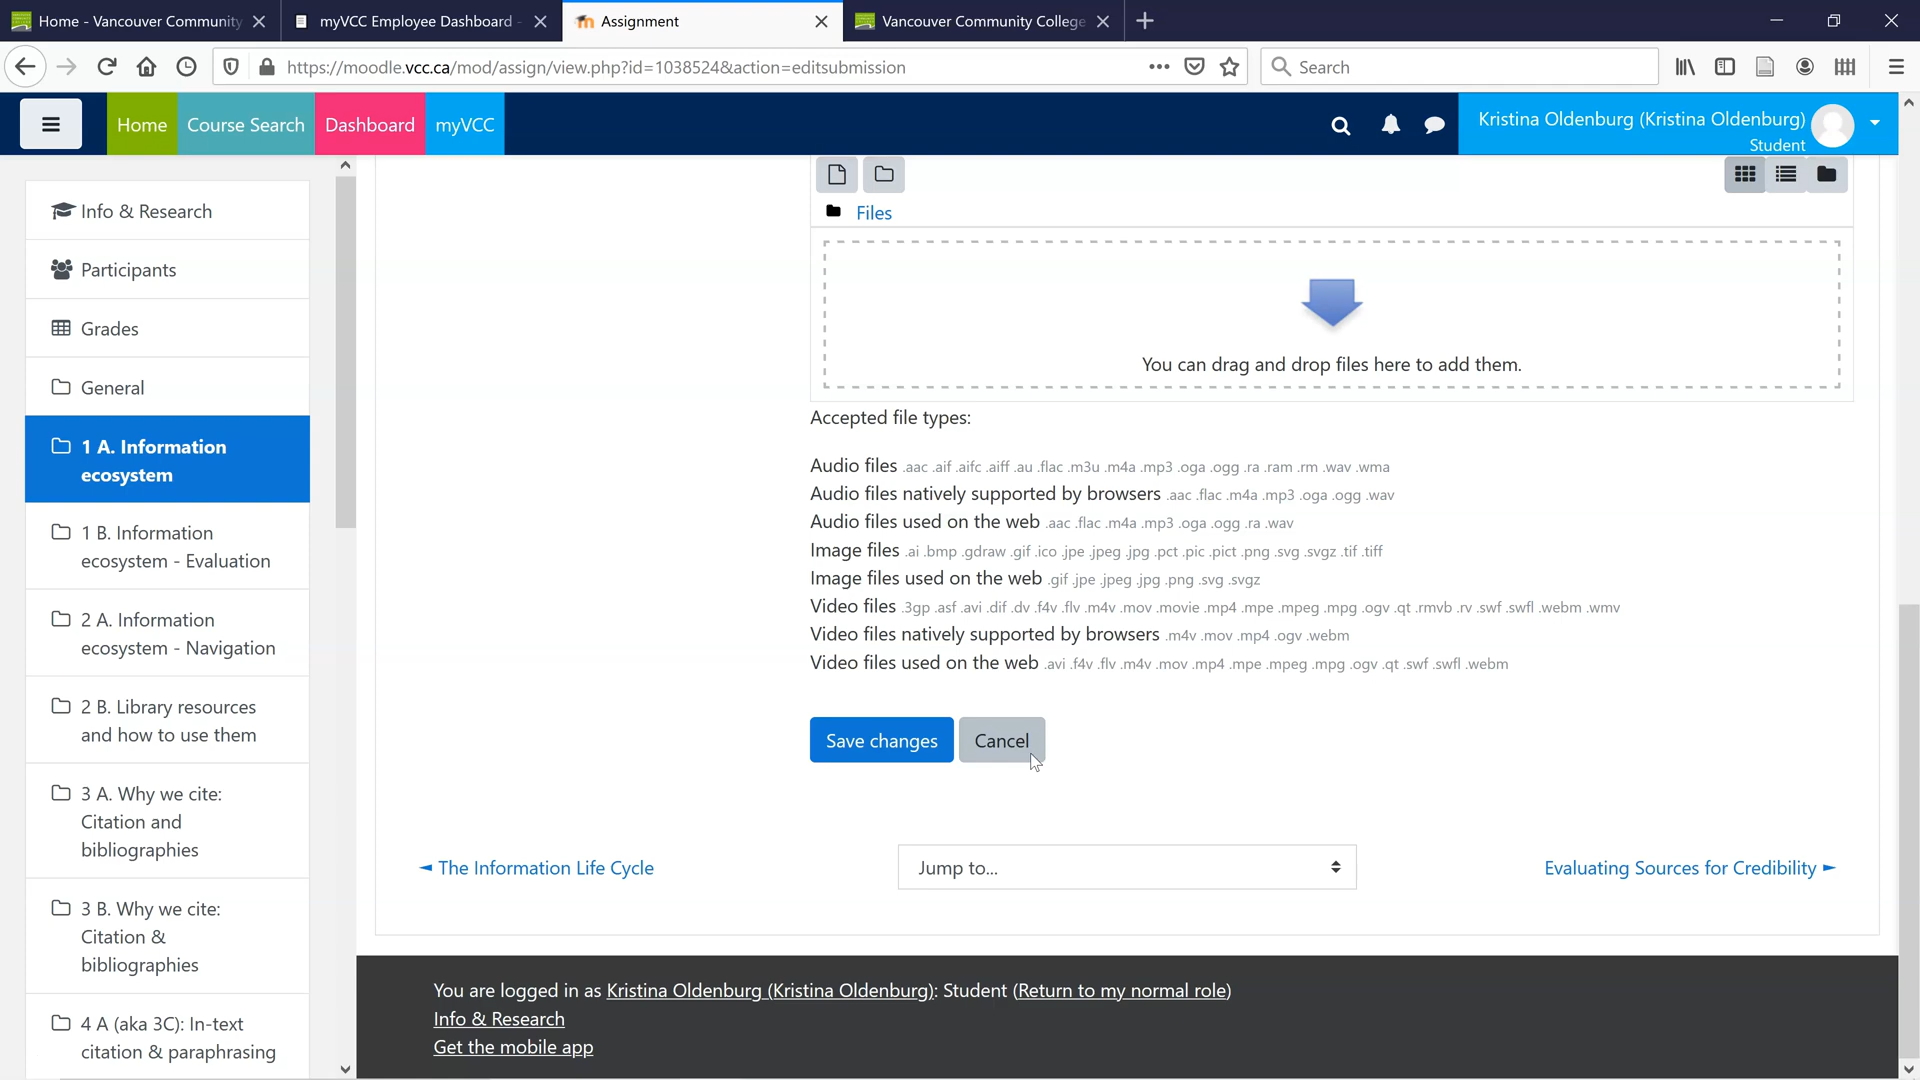 Home - Vancouver Community
myVCC Employee Dashboard -
Assignment
Vancouver Community College
https://moodle.vcc.ca/mod/assign/view.php?id=1038524&action=editsubmission
Search
Home
Course Search
Dashboard
myVCC
Kristina Oldenburg (Kristina Oldenburg)
Student
Info & Research
Participants
Grades
General
1 A. Information
ecosystem
1 B. Information
ecosystem - Evaluation
2 A. Information
ecosystem - Navigation
2 B. Library resources
and how to use them
3 A. Why we cite:
Citation and
bibliographies
3 B. Why we cite:
Citation &
bibliographies
4 A (aka 3C): In-text
citation & paraphrasing
Files
You can drag and drop files here to add them.
Accepted file types:
Audio files .aac .aif .aifc .aiff .au .flac .m3u .m4a .mp3 .oga .ogg .ra .ram .rm .wav .wma
Audio files natively supported by browsers .aac .flac .m4a .mp3 .oga .ogg .wav
Audio files used on the web .aac .flac .m4a .mp3 .oga .ogg .ra .wav
Image files .ai .bmp .gdraw .gif .ico .jpe .jpeg .jpg .pct .pic .pict .png .svg .svgz .tif .tiff
Image files used on the web .gif .jpe .jpeg .jpg .png .svg .svgz
Video files .3gp .asf .avi .dif .dv .f4v .flv .m4v .mov .movie .mp4 .mpe .mpeg .mpg .ogv .qt .rmvb .rv .swf .swfl .webm .wmv
Video files natively supported by browsers .m4v .mov .mp4 .ogv .webm
Video files used on the web .avi .f4v .flv .m4v .mov .mp4 .mpe .mpeg .mpg .ogv .qt .swf .swfl .webm
Save changes
Cancel
◄ The Information Life Cycle
Jump to...
Evaluating Sources for Credibility ►
You are logged in as Kristina Oldenburg (Kristina Oldenburg): Student (Return to my normal role)
Info & Research
Get the mobile app